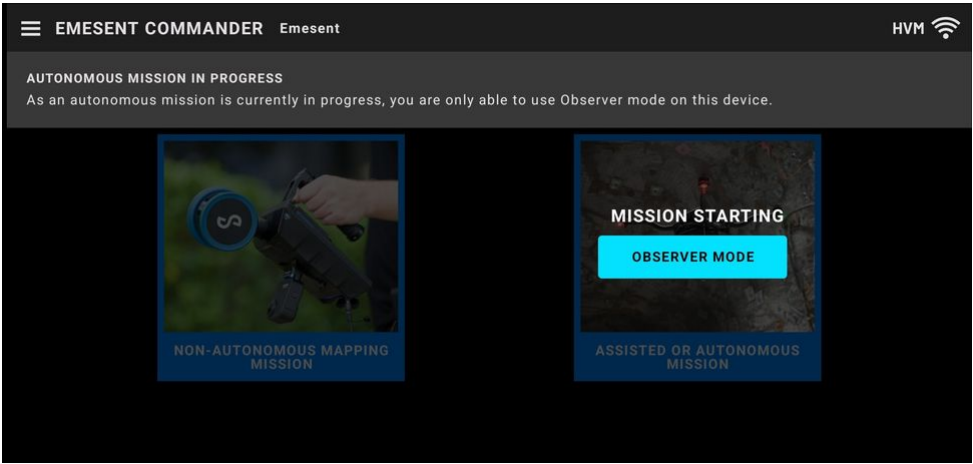 EMESENT COMMANDER Emesent
HVM
AUTONOMOUS MISSION IN PROGRESS
As an autonomous mission is currently in progress, you are only able to use Observer mode on this device.
NON-AUTONOMOUS MAPPING
MISSION
MISSION STARTING
OBSERVER MODE
ASSISTED OR AUTONOMOUS
MISSION